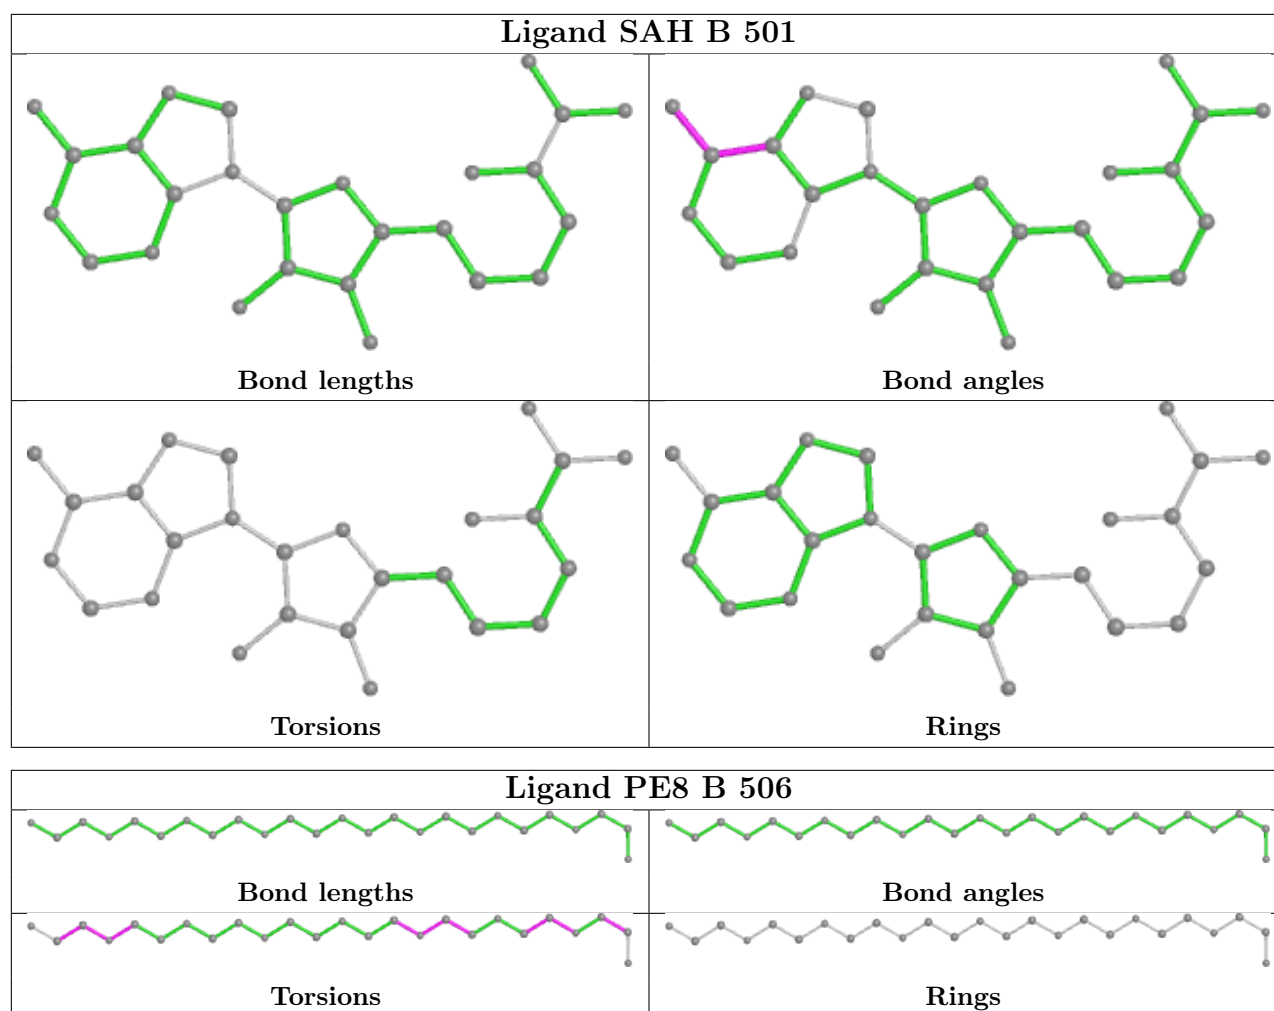 Ligand SAH B 501
Bond lengths
Bond angles
Torsions
Rings
Ligand PE8 B 506
Bond lengths
Bond angles
Torsions
Rings